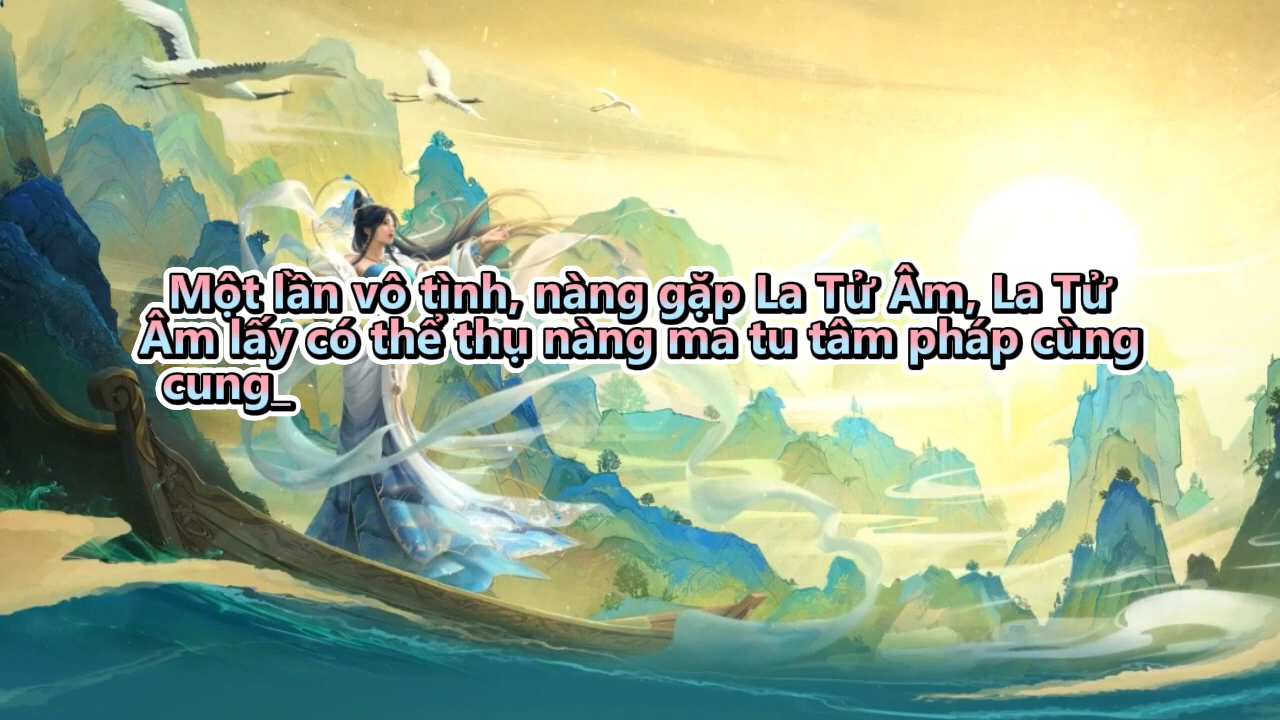 Một lần vô tình, nàng gặp La Tử Âm, La Tử
Âm lấy có thể thụ nàng ma tu tâm pháp cùng
cung_